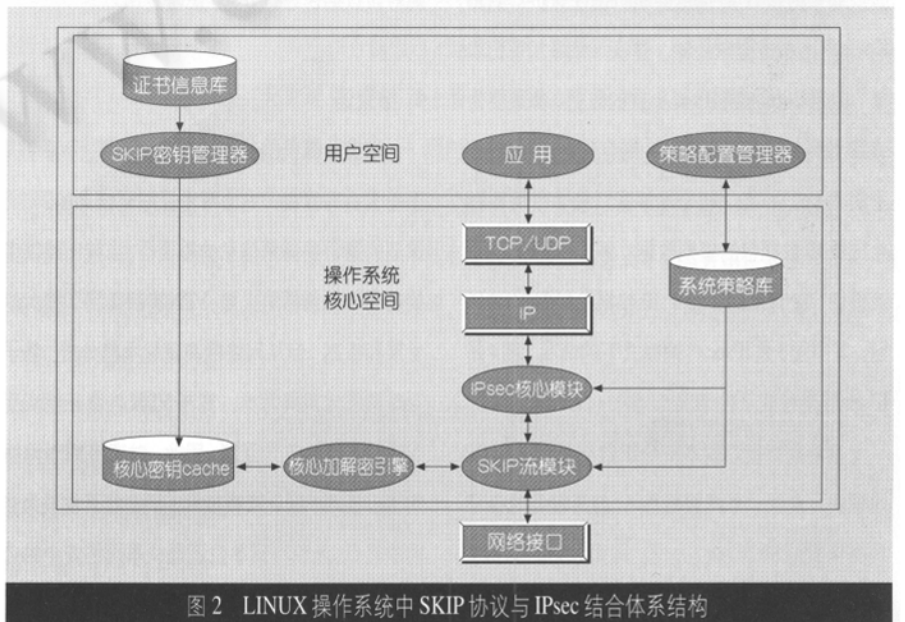 证书信息库
SKIP密钥管理器
用户空间
应 用
策略配置管理器
TCP/UDP
操作系统
核心空间
系统策略库
IP
IPsec核心模块
核心密钥cache
核心加解密引擎
SKIP流模块
网络接口
图 2 LINUX 操作系统中 SKIP 协议与 IPsec 结合体系结构